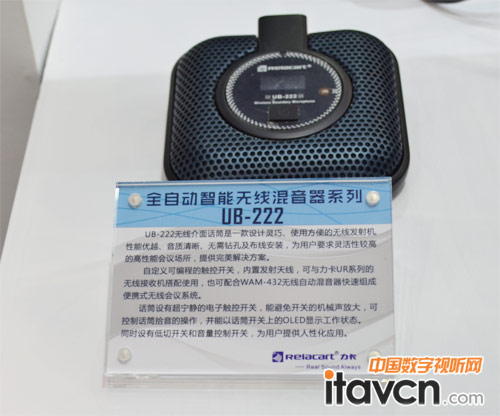 Relacart®
UB-222
Wireless Boundary Microphone
全自动智能无线混音器系列
UB-222
UB-222无线介面话筒是一款设计灵巧、使用方便的无线发射机
性能优越、音质清晰、无需钻孔及布线安装,为用户要求灵活性较高
的高性能会议场所,提供完美解决方案。
自定义可编程的触控开关,内置发射天线,可与力卡UR系列的
无线接收机搭配使用,也可配合WAM-432无线自动混音器快速组成
便携式无线会议系统。
话筒设有超宁静的电子触控开关,能避免开关的机械声放大,可
控制话筒拾音的操作,并能以话筒开关上的OLED显示工作状态。
同时设有低切开关和音量控制开关,为用户提供人性化应用。
Relacart®力卡
Real Sound Always
中国数字视听网
itavcn.com